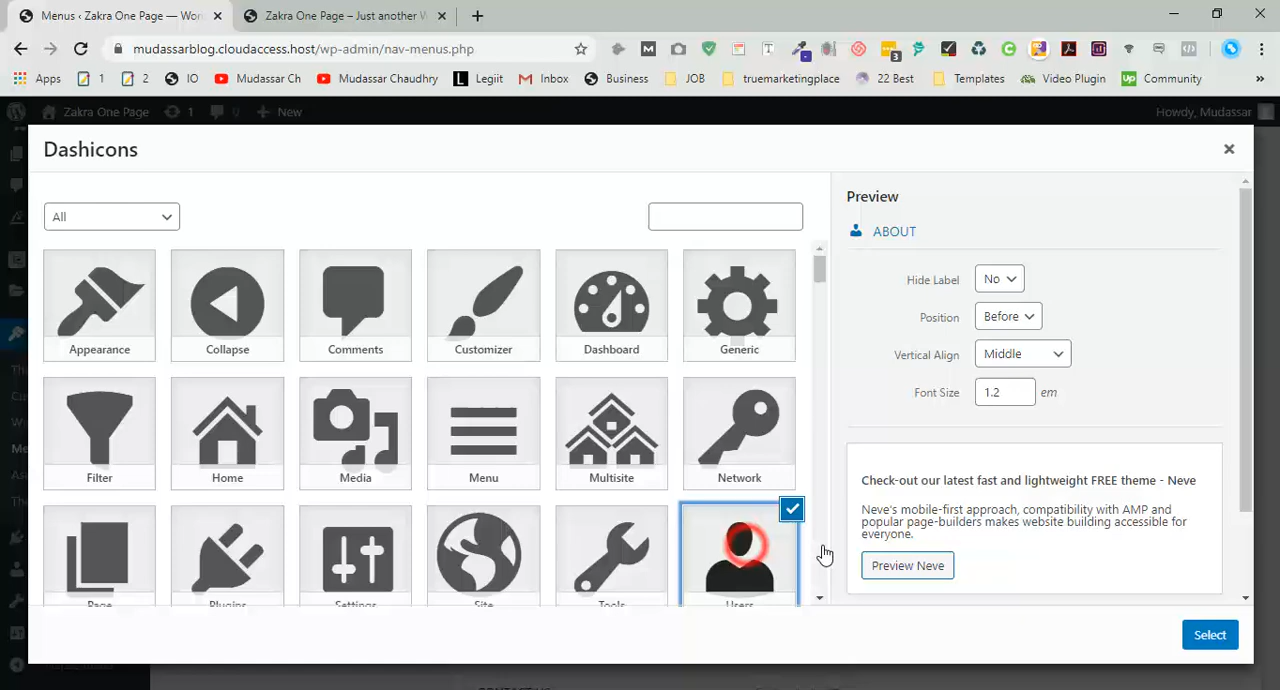 Menus ‹ Zakra One Page — Wor
Zakra One Page – Just another W
mudassarblog.cloudaccess.host/wp-admin/nav-menus.php
Apps
1
2
IO
Mudassar Ch
Mudassar Chaudhry
Legiit
Inbox
Business
JOB
truemarketingplace
22 Best
Templates
Video Plugin
Community
Zakra One Page
1
0
New
Howdy, Mudassar
Dashicons
All
Appearance
Collapse
Comments
Customizer
Dashboard
Generic
Filter
Home
Media
Menu
Multisite
Network
Page
Plugins
Settings
Site
Tools
Users
Preview
ABOUT
Hide Label
No
Position
Before
Vertical Align
Middle
Font Size
1.2
em
Check-out our latest fast and lightweight FREE theme - Neve
Neve's mobile-first approach, compatibility with AMP and
popular page-builders makes website building accessible for
everyone.
Preview Neve
Select